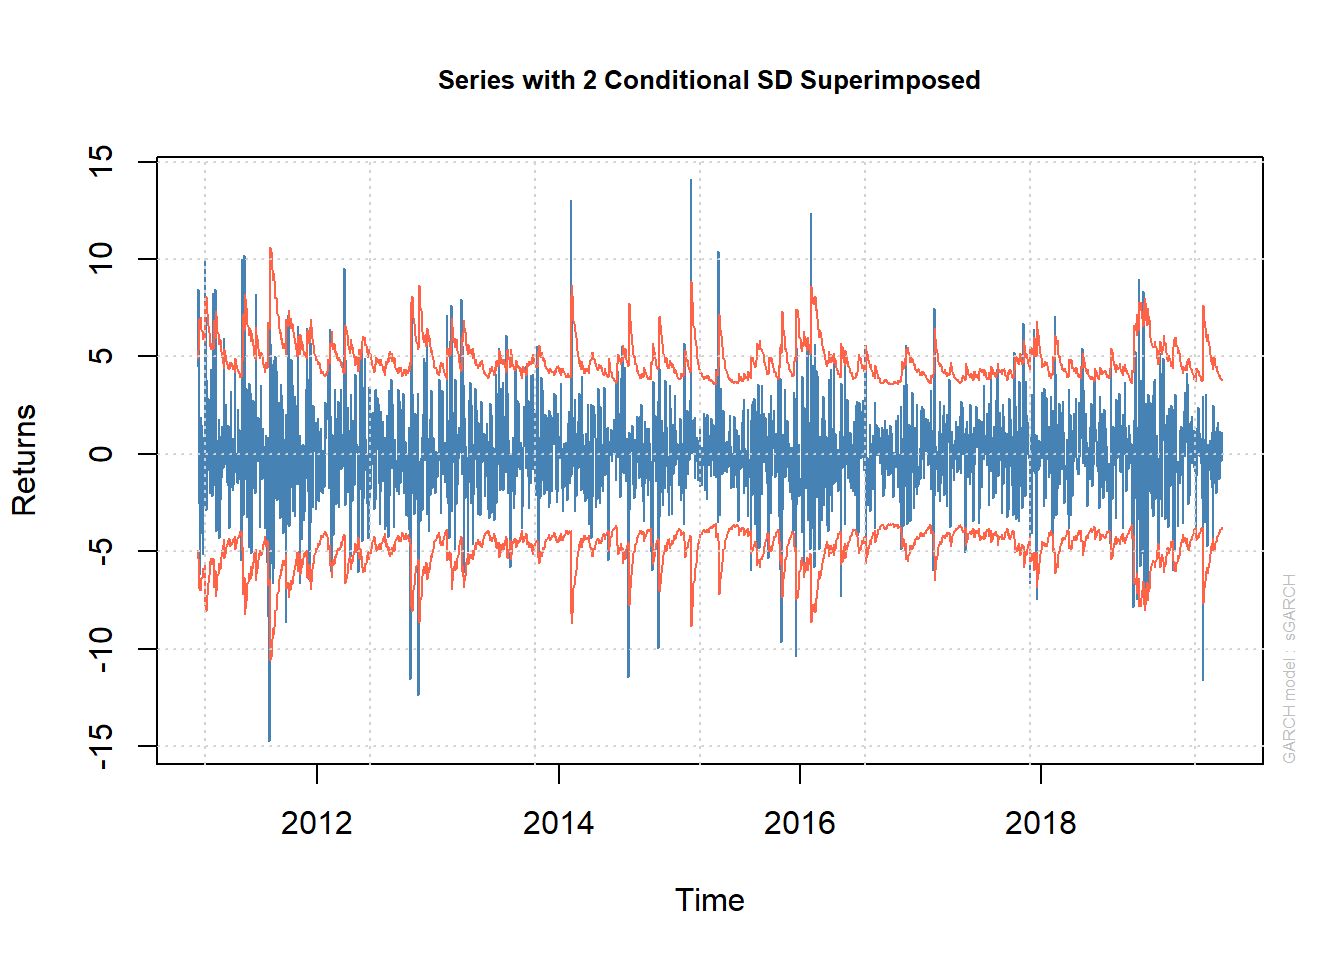 Series with 2 Conditional SD Superimposed
15
10
5
0
-5
-10
-15
Returns
2012 2014 2016 2018
Time
GARCH model : sGARCH